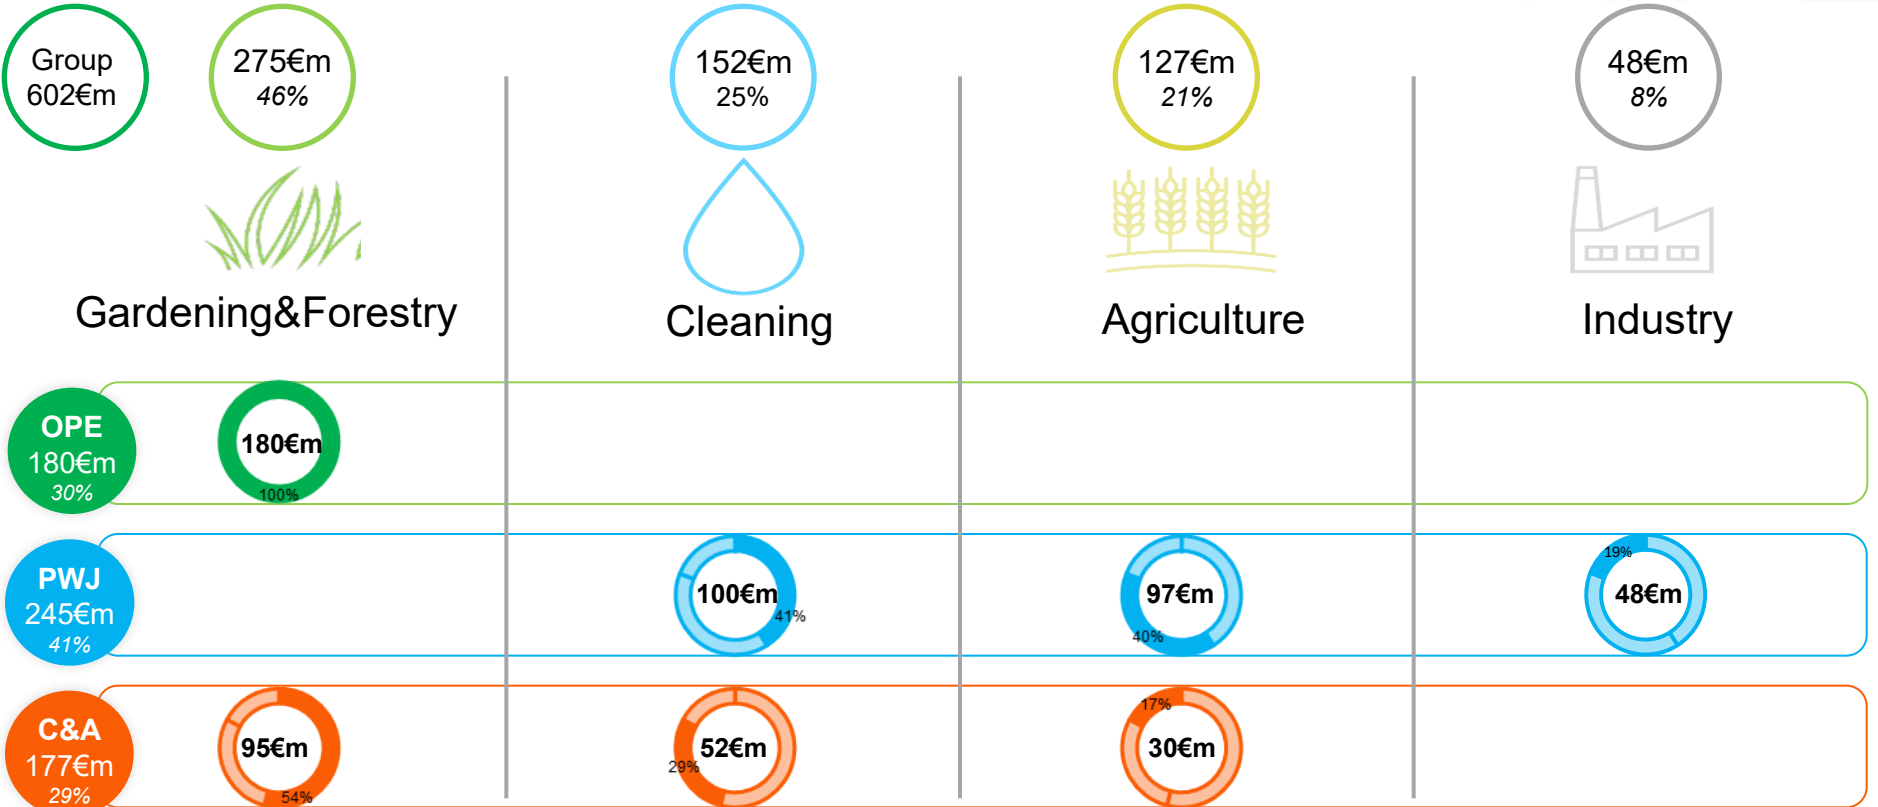 Group
602€m
275€m
46%
152€m
25%
127€m
21%
48€m
8%
Gardening&Forestry
Cleaning
Agriculture
Industry
OPE
180€m
30%
180€m
100%
PWJ
245€m
41%
100€m
41%
97€m
40%
19%
48€m
C&A
177€m
29%
95€m
54%
52€m
29%
17%
30€m